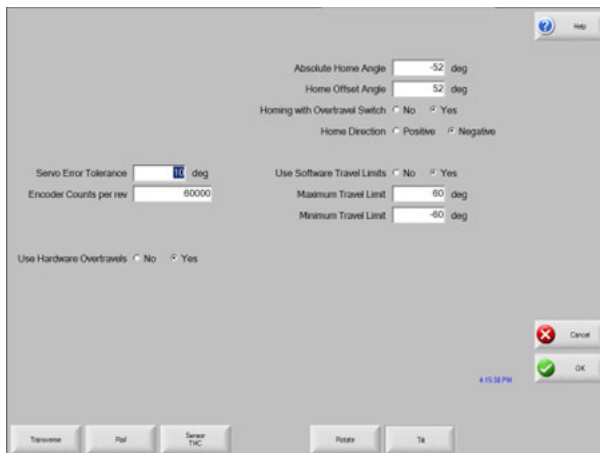 Help
Absolute Home Angle -52 deg
Home Offset Angle 52 deg
Homing with Overtravel Switch No Yes
Home Direction Positive Negative
Servo Error Tolerance 10 deg
Use Software Travel Limits No Yes
Encoder Counts per rev 60000
Maximum Travel Limit 60 deg
Minimum Travel Limit -60 deg
Use Hardware Overtravels No Yes
Cancel
4:15:38 PM
OK
Transverse
Rail
Sensor
THC
Rotate
Tilt